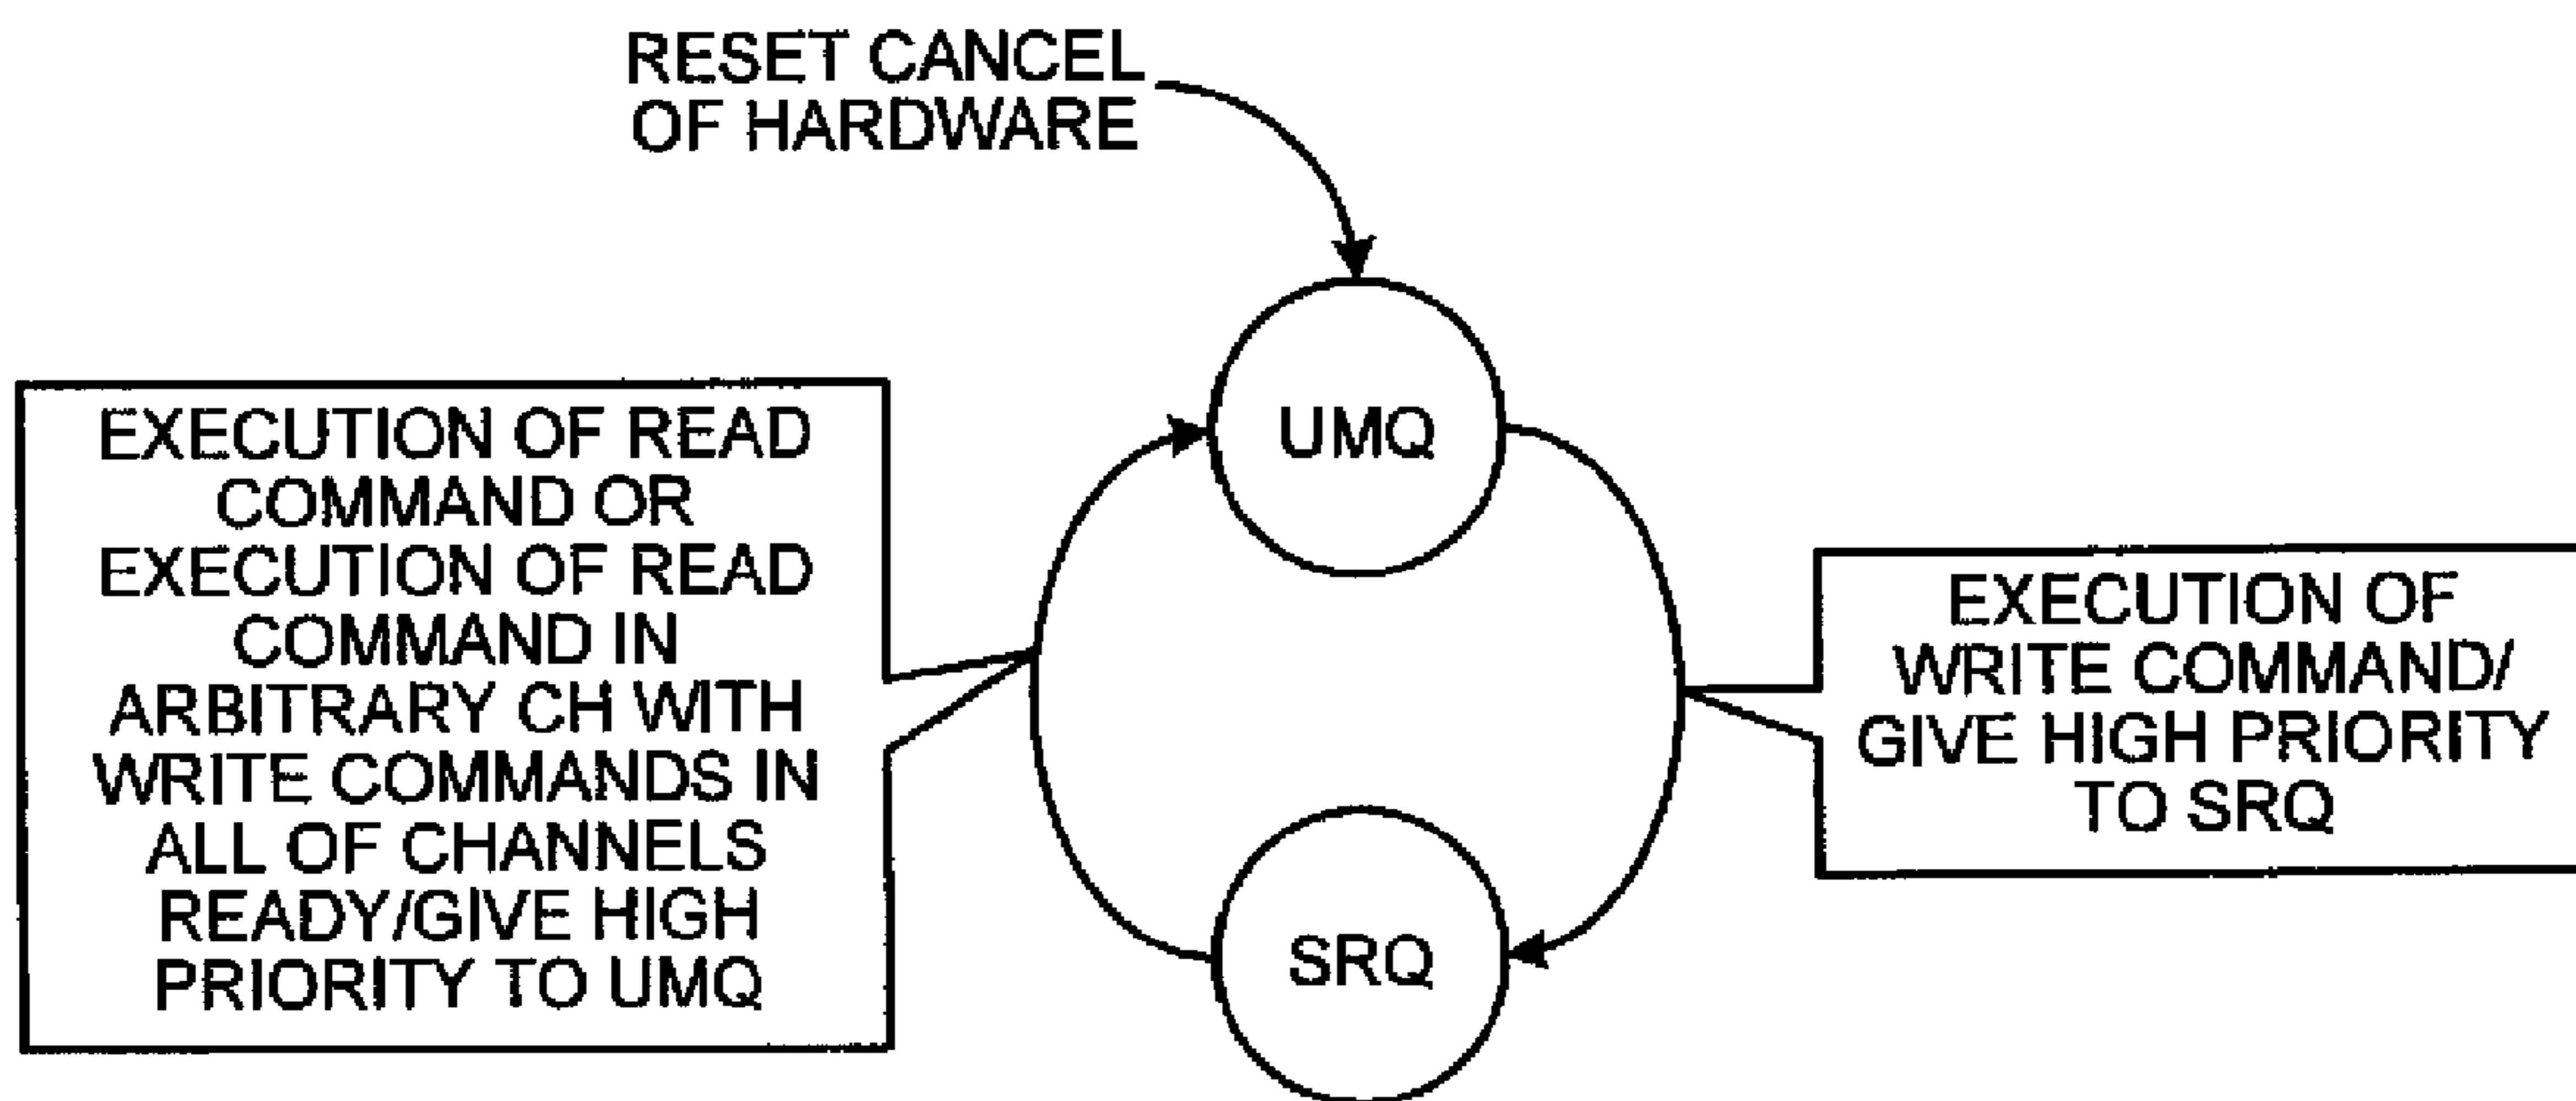 RESET CANCEL
OF HARDWARE
UMQ
EXECUTION OF READ
COMMAND OR
EXECUTION OF READ
COMMAND IN
ARBITRARY CH WITH
WRITE COMMANDS IN
ALL OF CHANNELS
READY/GIVE HIGH
PRIORITY TO UMQ
EXECUTION OF
WRITE COMMAND/
GIVE HIGH PRIORITY
TO SRQ
SRQ